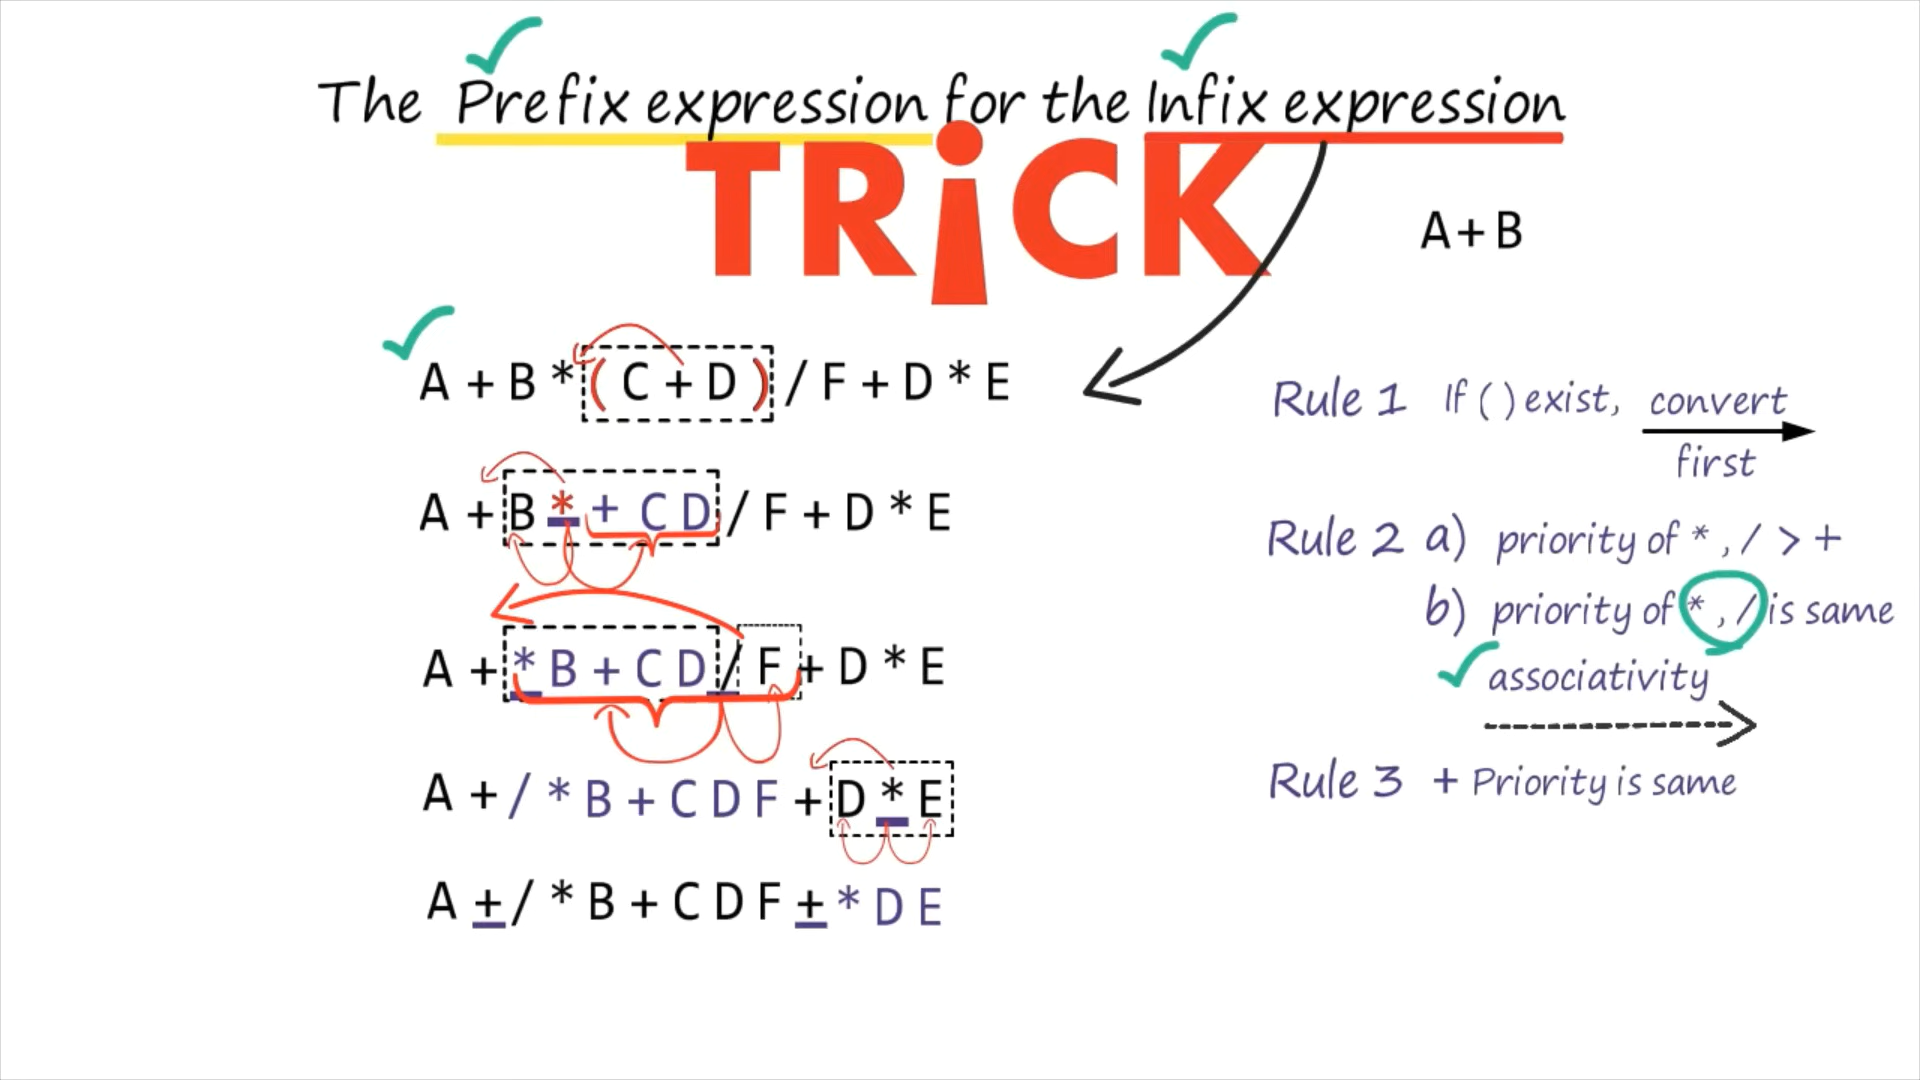 The Prefix expression for the Infix expression
TRiCK
A + B
A + B * ( C + D ) / F + D * E
A + B * + C D / F + D * E
A + * B + C D / F + D * E
A + / * B + C D F + D * E
A + / * B + C D F + * D E
Rule 1 If ( ) exist, convert
first
Rule 2 a) priority of * , / > +
b) priority of * , / is same
associativity
Rule 3 + Priority is same